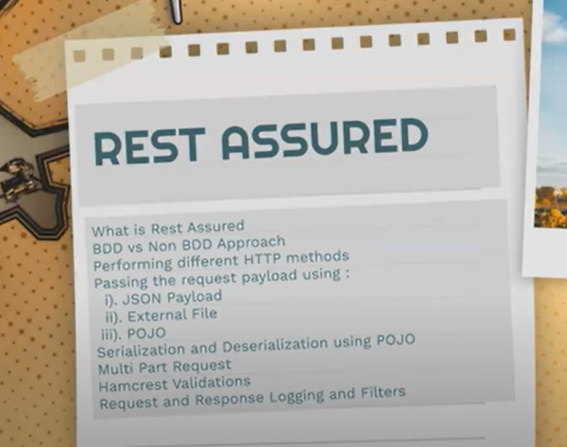 REST ASSURED
What is Rest Assured
BDD vs Non BDD Approach
Performing different HTTP methods
Passing the request payload using :
i). JSON Payload
ii). External File
iii). POJO
Serialization and Deserialization using POJO
Multi Part Request
Hamcrest Validations
Request and Response Logging and Filters